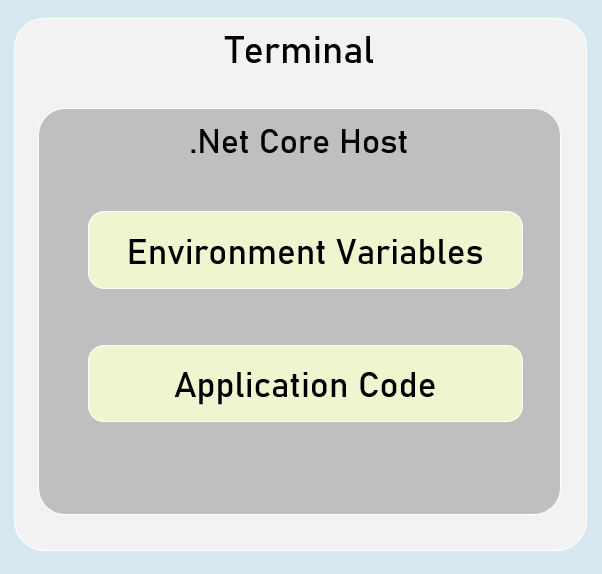 Terminal
.Net Core Host
Environment Variables
Application Code